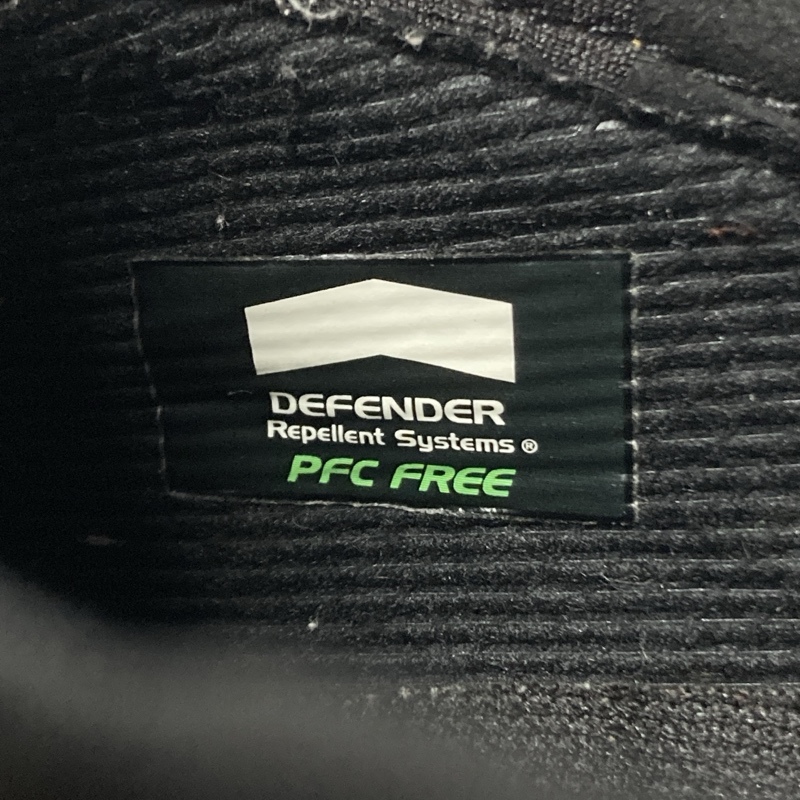 DEFENDER
Repellent Systems ®
PFC FREE